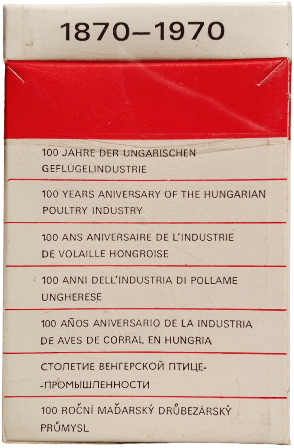 1870–1970
100 JAHRE DER UNGARISCHEN
GEFLÜGELINDUSTRIE
100 YEARS ANIVERSARY OF THE HUNGARIAN
POULTRY INDUSTRY
100 ANS ANIVERSAIRE DE L'INDUSTRIE
DE VOLAILLE HONGROISE
100 ANNI DELL'INDUSTRIA DI POLLAME
UNGHERESE
100 AÑOS ANIVERSARIO DE LA INDUSTRIA
DE AVES DE CORRAL EN HUNGRIA
СТОЛЕТИЕ ВЕНГЕРСКОЙ ПТИЦЕ-
-ПРОМЫШЛЕННОСТИ
100 ROČNÍ MAĎARSKÝ DRŮBEZÁRSKÝ
PRŮMYSL